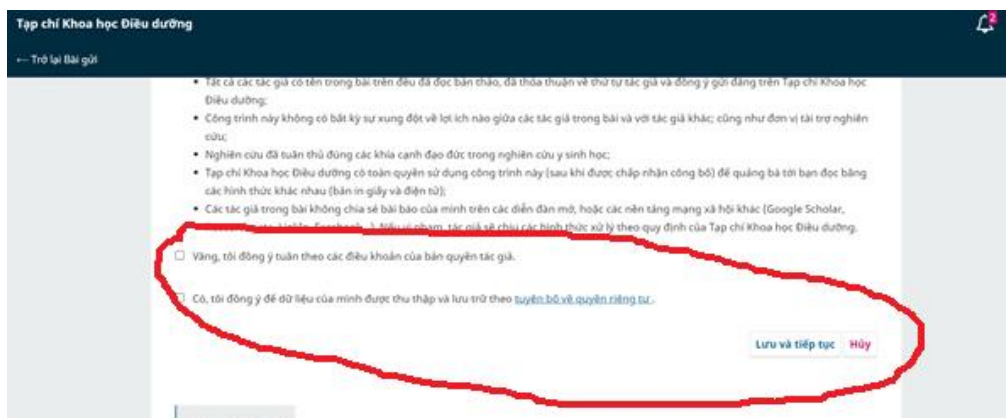 Tạp chí Khoa học Điều dưỡng
2
← Trở lại Bài gửi
• Tất cả các tác giả có tên trong bài trên đều đã đọc bản thảo, đã thỏa thuận về thứ tự tác giả và đồng ý gửi đăng trên Tạp chí Khoa học
Điều dưỡng;
• Công trình này không có bất kỳ sự xung đột về lợi ích nào giữa các tác giả trong bài và với tác giả khác; cũng như đơn vị tài trợ nghiên
cứu;
• Nghiên cứu đã tuân thủ đúng các khía cạnh đạo đức trong nghiên cứu y sinh học;
• Tạp chí Khoa học Điều dưỡng có toàn quyền sử dụng công trình này (sau khi được chấp nhận công bố) để quảng bá tới bạn đọc bằng
các hình thức khác nhau (bản in giấy và điện tử);
• Các tác giả trong bài không chia sẻ bài báo của mình trên các diễn đàn mở, hoặc các nền tảng mạng xã hội khác (Google Scholar,
Nếu vi phạm, tác giả sẽ chịu các hình thức xử lý theo quy định của Tạp chí Khoa học Điều dưỡng.
Vâng, tôi đồng ý tuân theo các điều khoản của bản quyền tác giả.
Có, tôi đồng ý để dữ liệu của mình được thu thập và lưu trữ theo tuyên bố về quyền riêng tư .
Lưu và tiếp tục Hủy